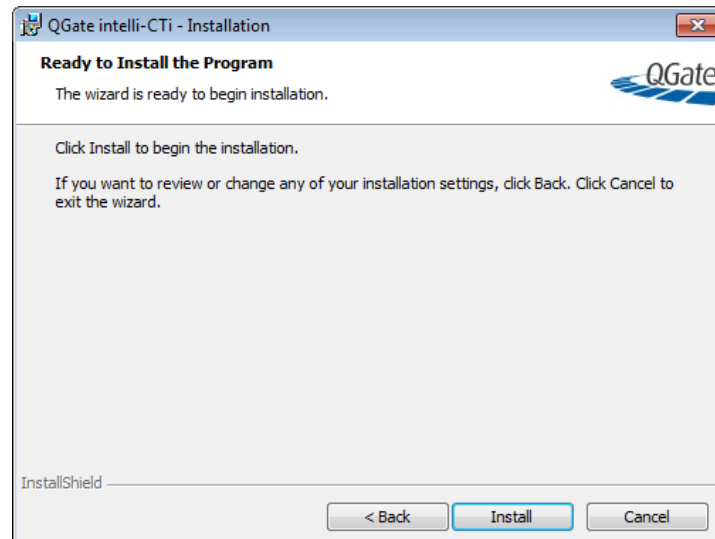 QGate intelli-CTi - Installation
Ready to Install the Program
QGate
The wizard is ready to begin installation.
Click Install to begin the installation.
If you want to review or change any of your installation settings, click Back. Click Cancel to
exit the wizard.
InstallShield
< Back
Install
Cancel